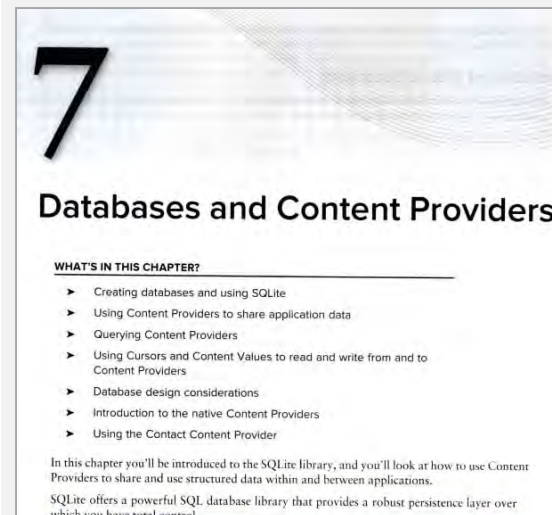 7
Databases and Content Providers
WHAT'S IN THIS CHAPTER?
➤ Creating databases and using SQLite
➤ Using Content Providers to share application data
➤ Querying Content Providers
➤ Using Cursors and Content Values to read and write from and to
Content Providers
➤ Database design considerations
➤ Introduction to the native Content Providers
➤ Using the Contact Content Provider
In this chapter you'll be introduced to the SQLite library, and you'll look at how to use Content
Providers to share and use structured data within and between applications.
SQLite offers a powerful SQL database library that provides a robust persistence layer over
which you have total control.